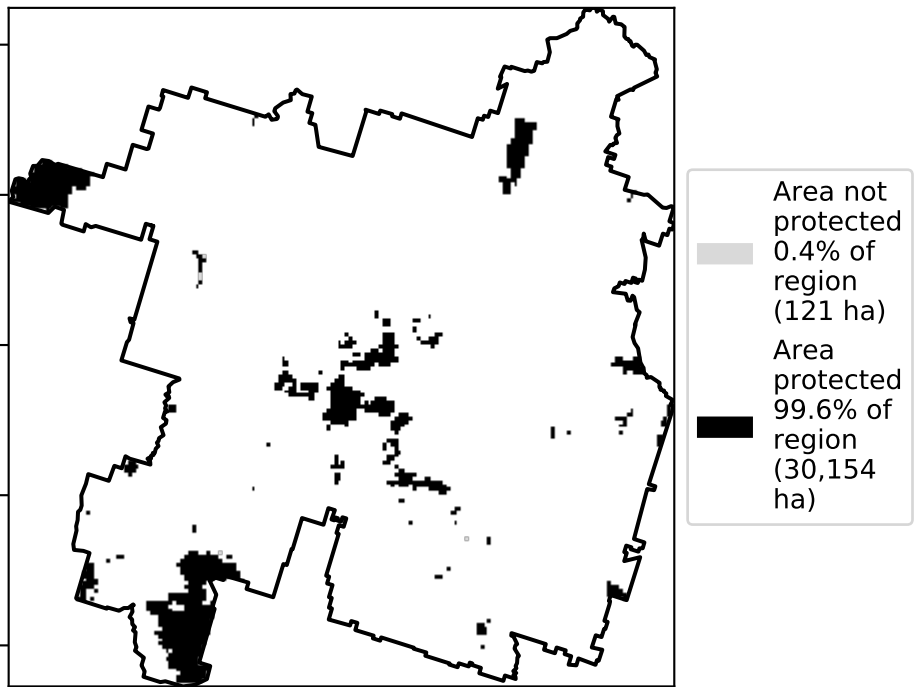 Area not
protected
0.4% of
region
(121 ha)
Area
protected
99.6% of
region
(30,154
ha)